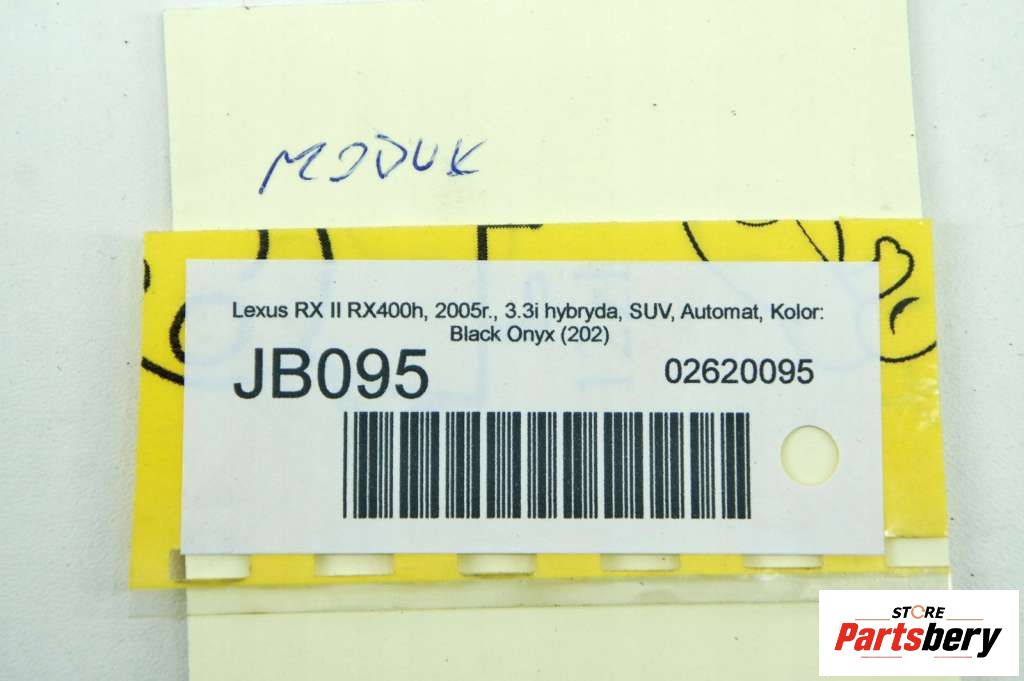 MODUK
Lexus RX II RX400h, 2005r., 3.3i hybryda, SUV, Automat, Kolor:
Black Onyx (202)
JB095 02620095
STORE
Partsbery